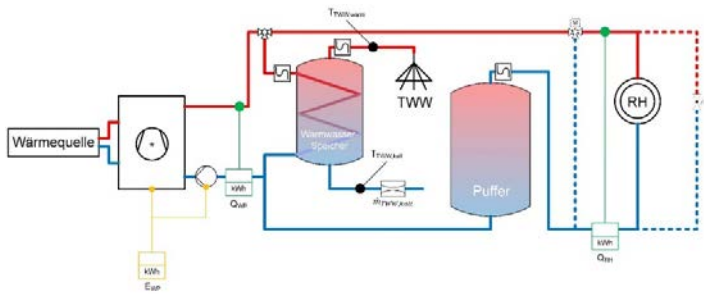 T_TWW,warm
M
TWW
RH
Wärmequelle
Warmwasser
Speicher
T_TWW,kalt
ṁ_TWW,kalt
Puffer
kWh
Q_WP
kWh
Q_RH
kWh
E_WP